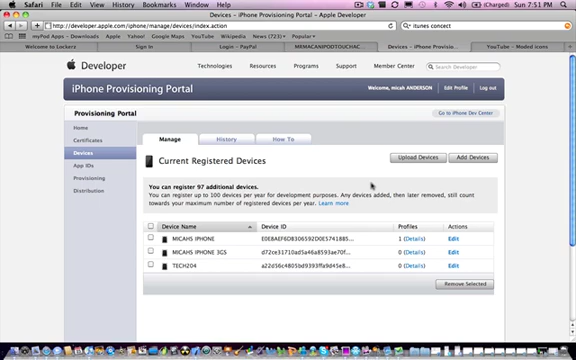 Safari File Edit View History Bookmarks Window Help
(Charged) Sun 7:51 PM
Devices - iPhone Provisioning Portal - Apple Developer
http://developer.apple.com/iphone/manage/devices/index.action
itunes concect
myPod Apps - Download Apple Yahoo! Google Maps YouTube Wikipedia News (723) Popular
Welcome to Lockerz
Sign In
Login - PayPal
MEMACANIPODTOUCHAC...
Devices - iPhone Provisio...
YouTube - Moded icons
Developer
Technologies Resources Programs Support Member Center
Search Developer
iPhone Provisioning Portal
Welcome, micah ANDERSON Edit Profile Log out
Provisioning Portal
Go to iPhone Dev Center
Home
Certificates
Devices
App IDs
Provisioning
Distribution
Manage History How To
Current Registered Devices
Upload Devices Add Devices
You can register 97 additional devices.
You can register up to 100 devices per year for development purposes. Any devices added, then later removed, still count
towards your maximum number of registered devices per year. Learn more
Device Name Device ID Profiles Actions
MICAHS IPHONE 1 (Details) Edit
MICAHS IPHONE 3GS 0 (Details) Edit
TECH204 0 (Details) Edit
Remove Selected